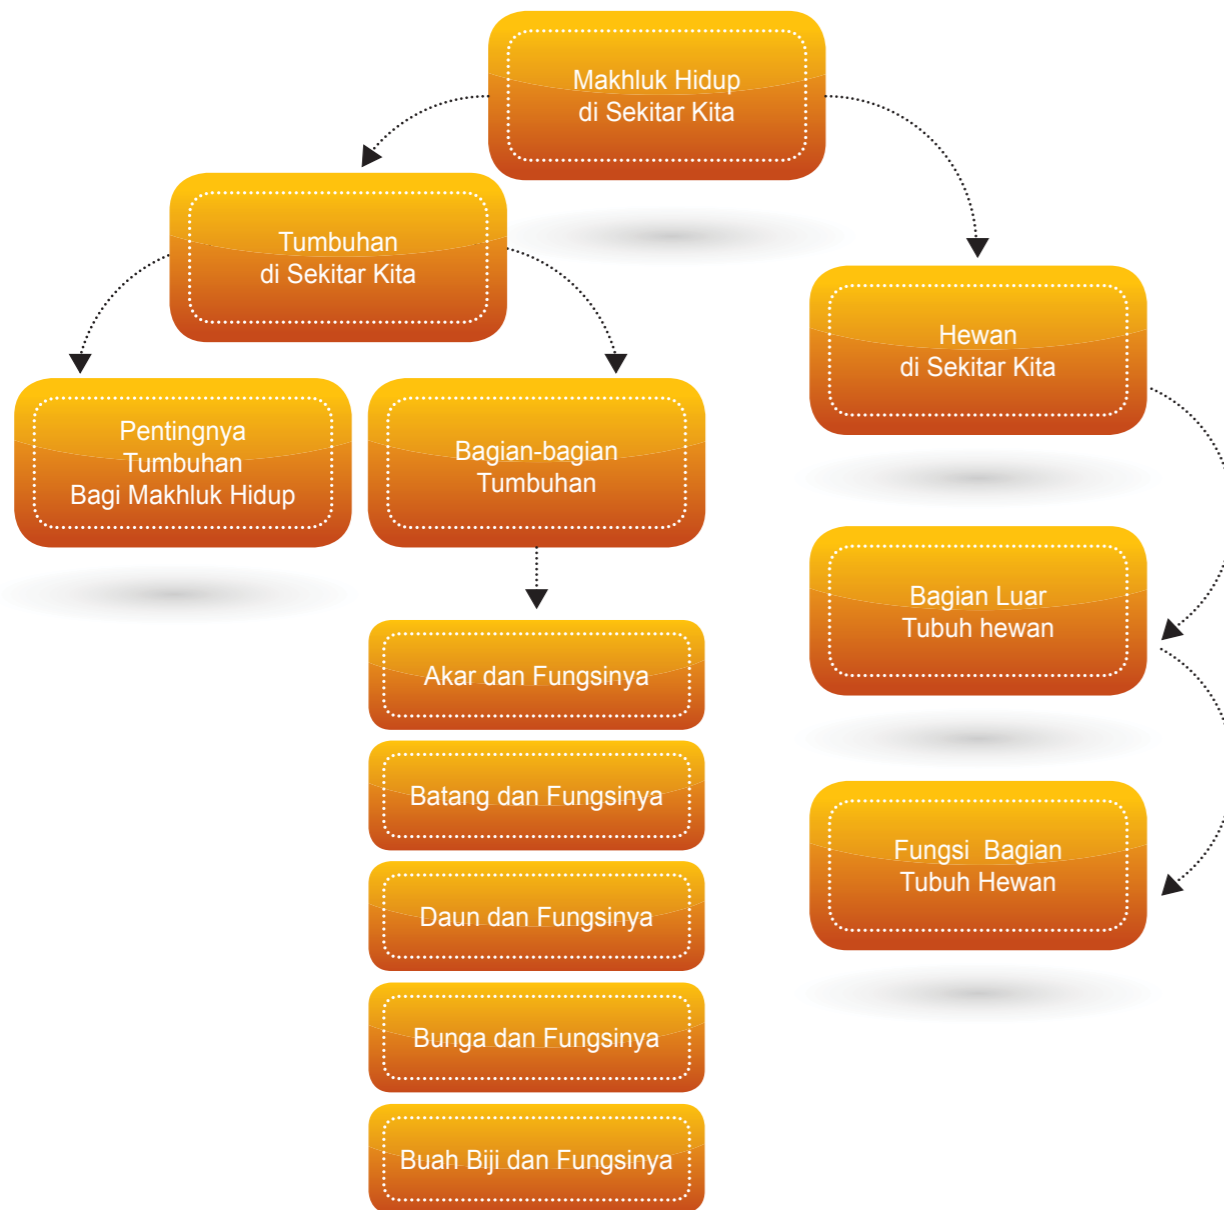 Makhluk Hidup
di Sekitar Kita
Tumbuhan
di Sekitar Kita
Hewan
di Sekitar Kita
Pentingnya
Tumbuhan
Bagi Makhluk Hidup
Bagian-bagian
Tumbuhan
Bagian Luar
Tubuh hewan
Akar dan Fungsinya
Batang dan Fungsinya
Fungsi Bagian
Tubuh Hewan
Daun dan Fungsinya
Bunga dan Fungsinya
Buah Biji dan Fungsinya